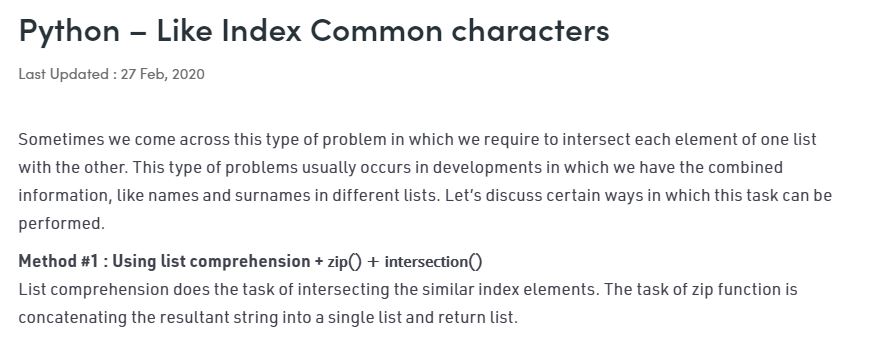 Python – Like Index Common characters
Last Updated : 27 Feb, 2020
Sometimes we come across this type of problem in which we require to intersect each element of one list
with the other. This type of problems usually occurs in developments in which we have the combined
information, like names and surnames in different lists. Let’s discuss certain ways in which this task can be
performed.
Method #1 : Using list comprehension + zip() + intersection()
List comprehension does the task of intersecting the similar index elements. The task of zip function is
concatenating the resultant string into a single list and return list.